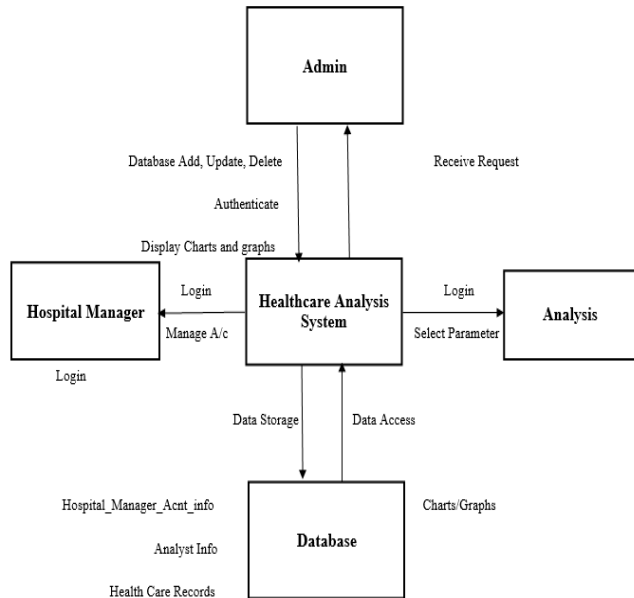 Admin
Database Add, Update, Delete
Receive Request
Authenticate
Display Charts and graphs
Hospital Manager
Login
Manage A/c
Login
Healthcare Analysis
System
Login
Select Parameter
Analysis
Data Storage
Data Access
Hospital_Manager_Acnt_info
Analyst Info
Health Care Records
Database
Charts/Graphs